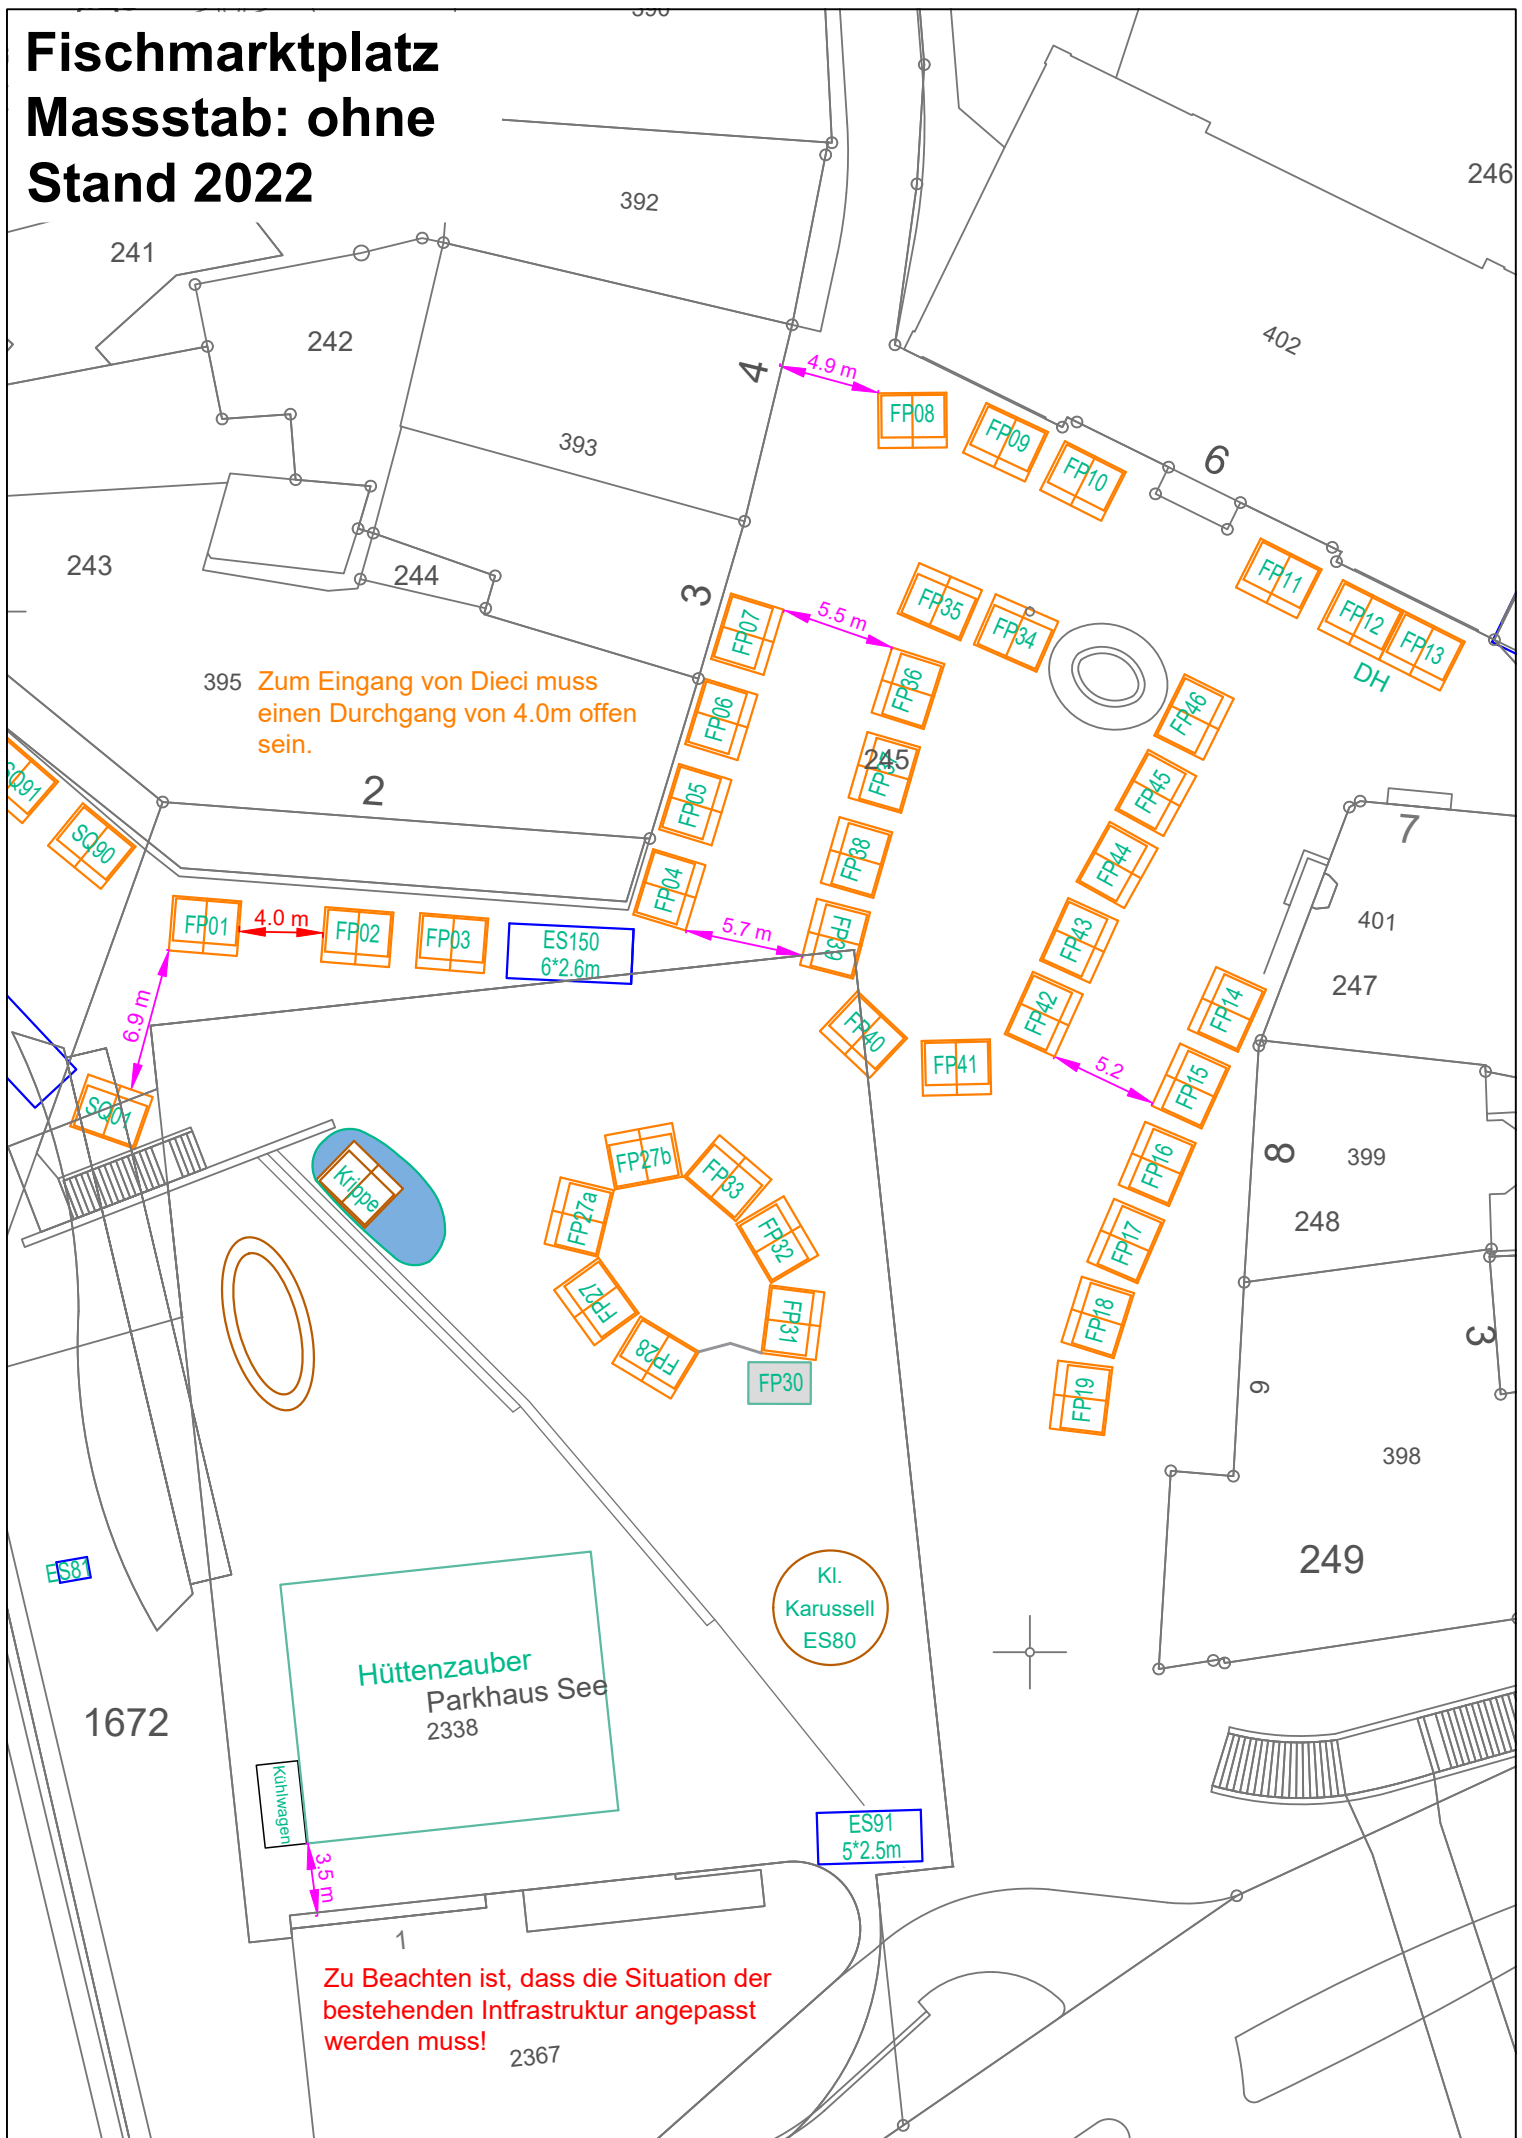 Fischmarktplatz
Massstab: ohne
Stand 2022
392
246
241
242
402
4
4.9 m
FP08
FP09
FP10
6
393
243
244
3
FP11
FP12
FP13
DH
FP07
5.5 m
FP35
FP34
FP36
FP46
395
Zum Eingang von Dieci muss
einen Durchgang von 4.0m offen
sein.
FP06
245
FP37
FP45
SQ91
2
FP05
7
SQ90
FP38
FP44
FP04
401
FP01
4.0 m
FP02
FP03
ES150
6*2.6m
5.7 m
FP39
FP43
247
6.9 m
FP42
FP14
FP40
FP41
5.2
FP15
SQ01
8
399
FP16
Krippe
FP27b
FP33
FP27a
FP32
FP17
248
FP27
FP31
FP18
3
FP28
FP30
FP19
9
398
249
ES81
Kl.
Karussell
ES80
Hüttenzauber
Parkhaus See
2338
1672
Kühlwagen
ES91
5*2.5m
3.5 m
1
Zu Beachten ist, dass die Situation der
bestehenden Intfrastruktur angepasst
werden muss!
2367